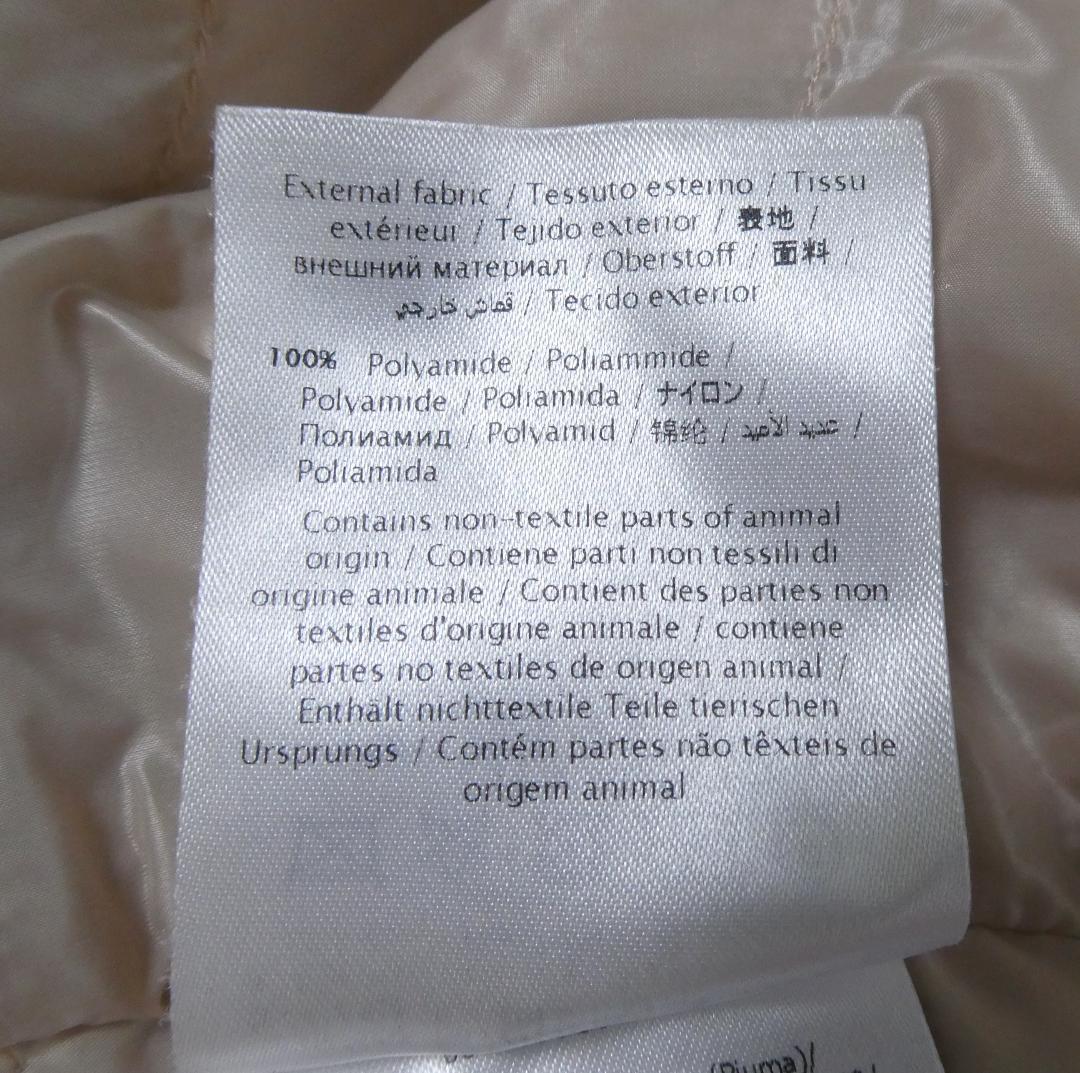 External fabric / Tessuto esterno / Tissu
extérieur / Tejido exterior / 表地 /
внешний материал / Oberstoff / 面料 /
قماش خارجي / Tecido exterior
100% Polyamide / Poliammide /
Polyamide / Poliamida / ナイロン /
Полиамид / Polyamid / 锦纶 / عديد الأميد /
Poliamida
Contains non-textile parts of animal
origin / Contiene parti non tessili di
origine animale / Contient des parties non
textiles d'origine animale / contiene
partes no textiles de origen animal /
Enthält nichttextile Teile tierischen
Ursprungs / Contém partes não têxteis de
origem animal
(Piuma)/